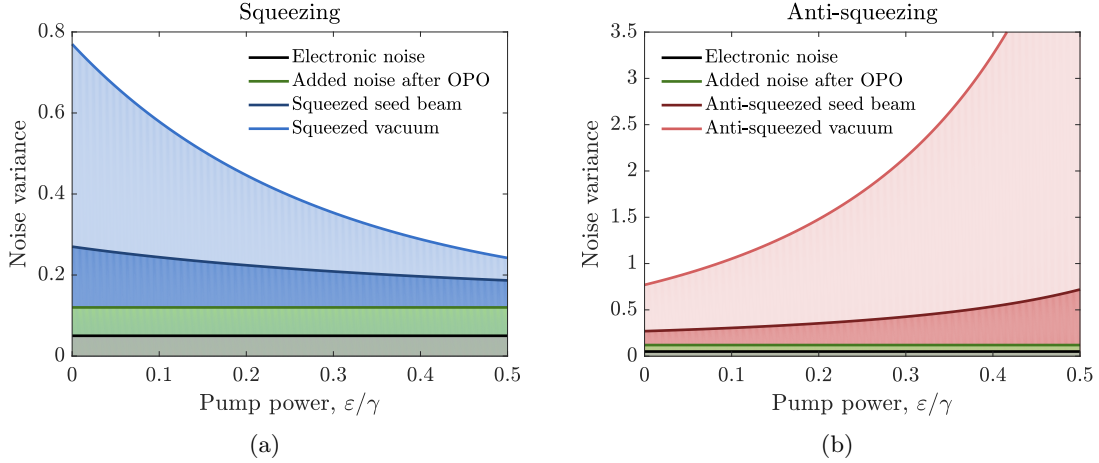 Squeezing
0.8
0.6
0.4
0.2
0
Noise variance
Electronic noise
Added noise after OPO
Squeezed seed beam
Squeezed vacuum
0 0.1 0.2 0.3 0.4 0.5
Pump power, ε/γ
(a)
Anti-squeezing
3.5
3
2.5
2
1.5
1
0.5
0
Noise variance
Electronic noise
Added noise after OPO
Anti-squeezed seed beam
Anti-squeezed vacuum
0 0.1 0.2 0.3 0.4 0.5
Pump power, ε/γ
(b)